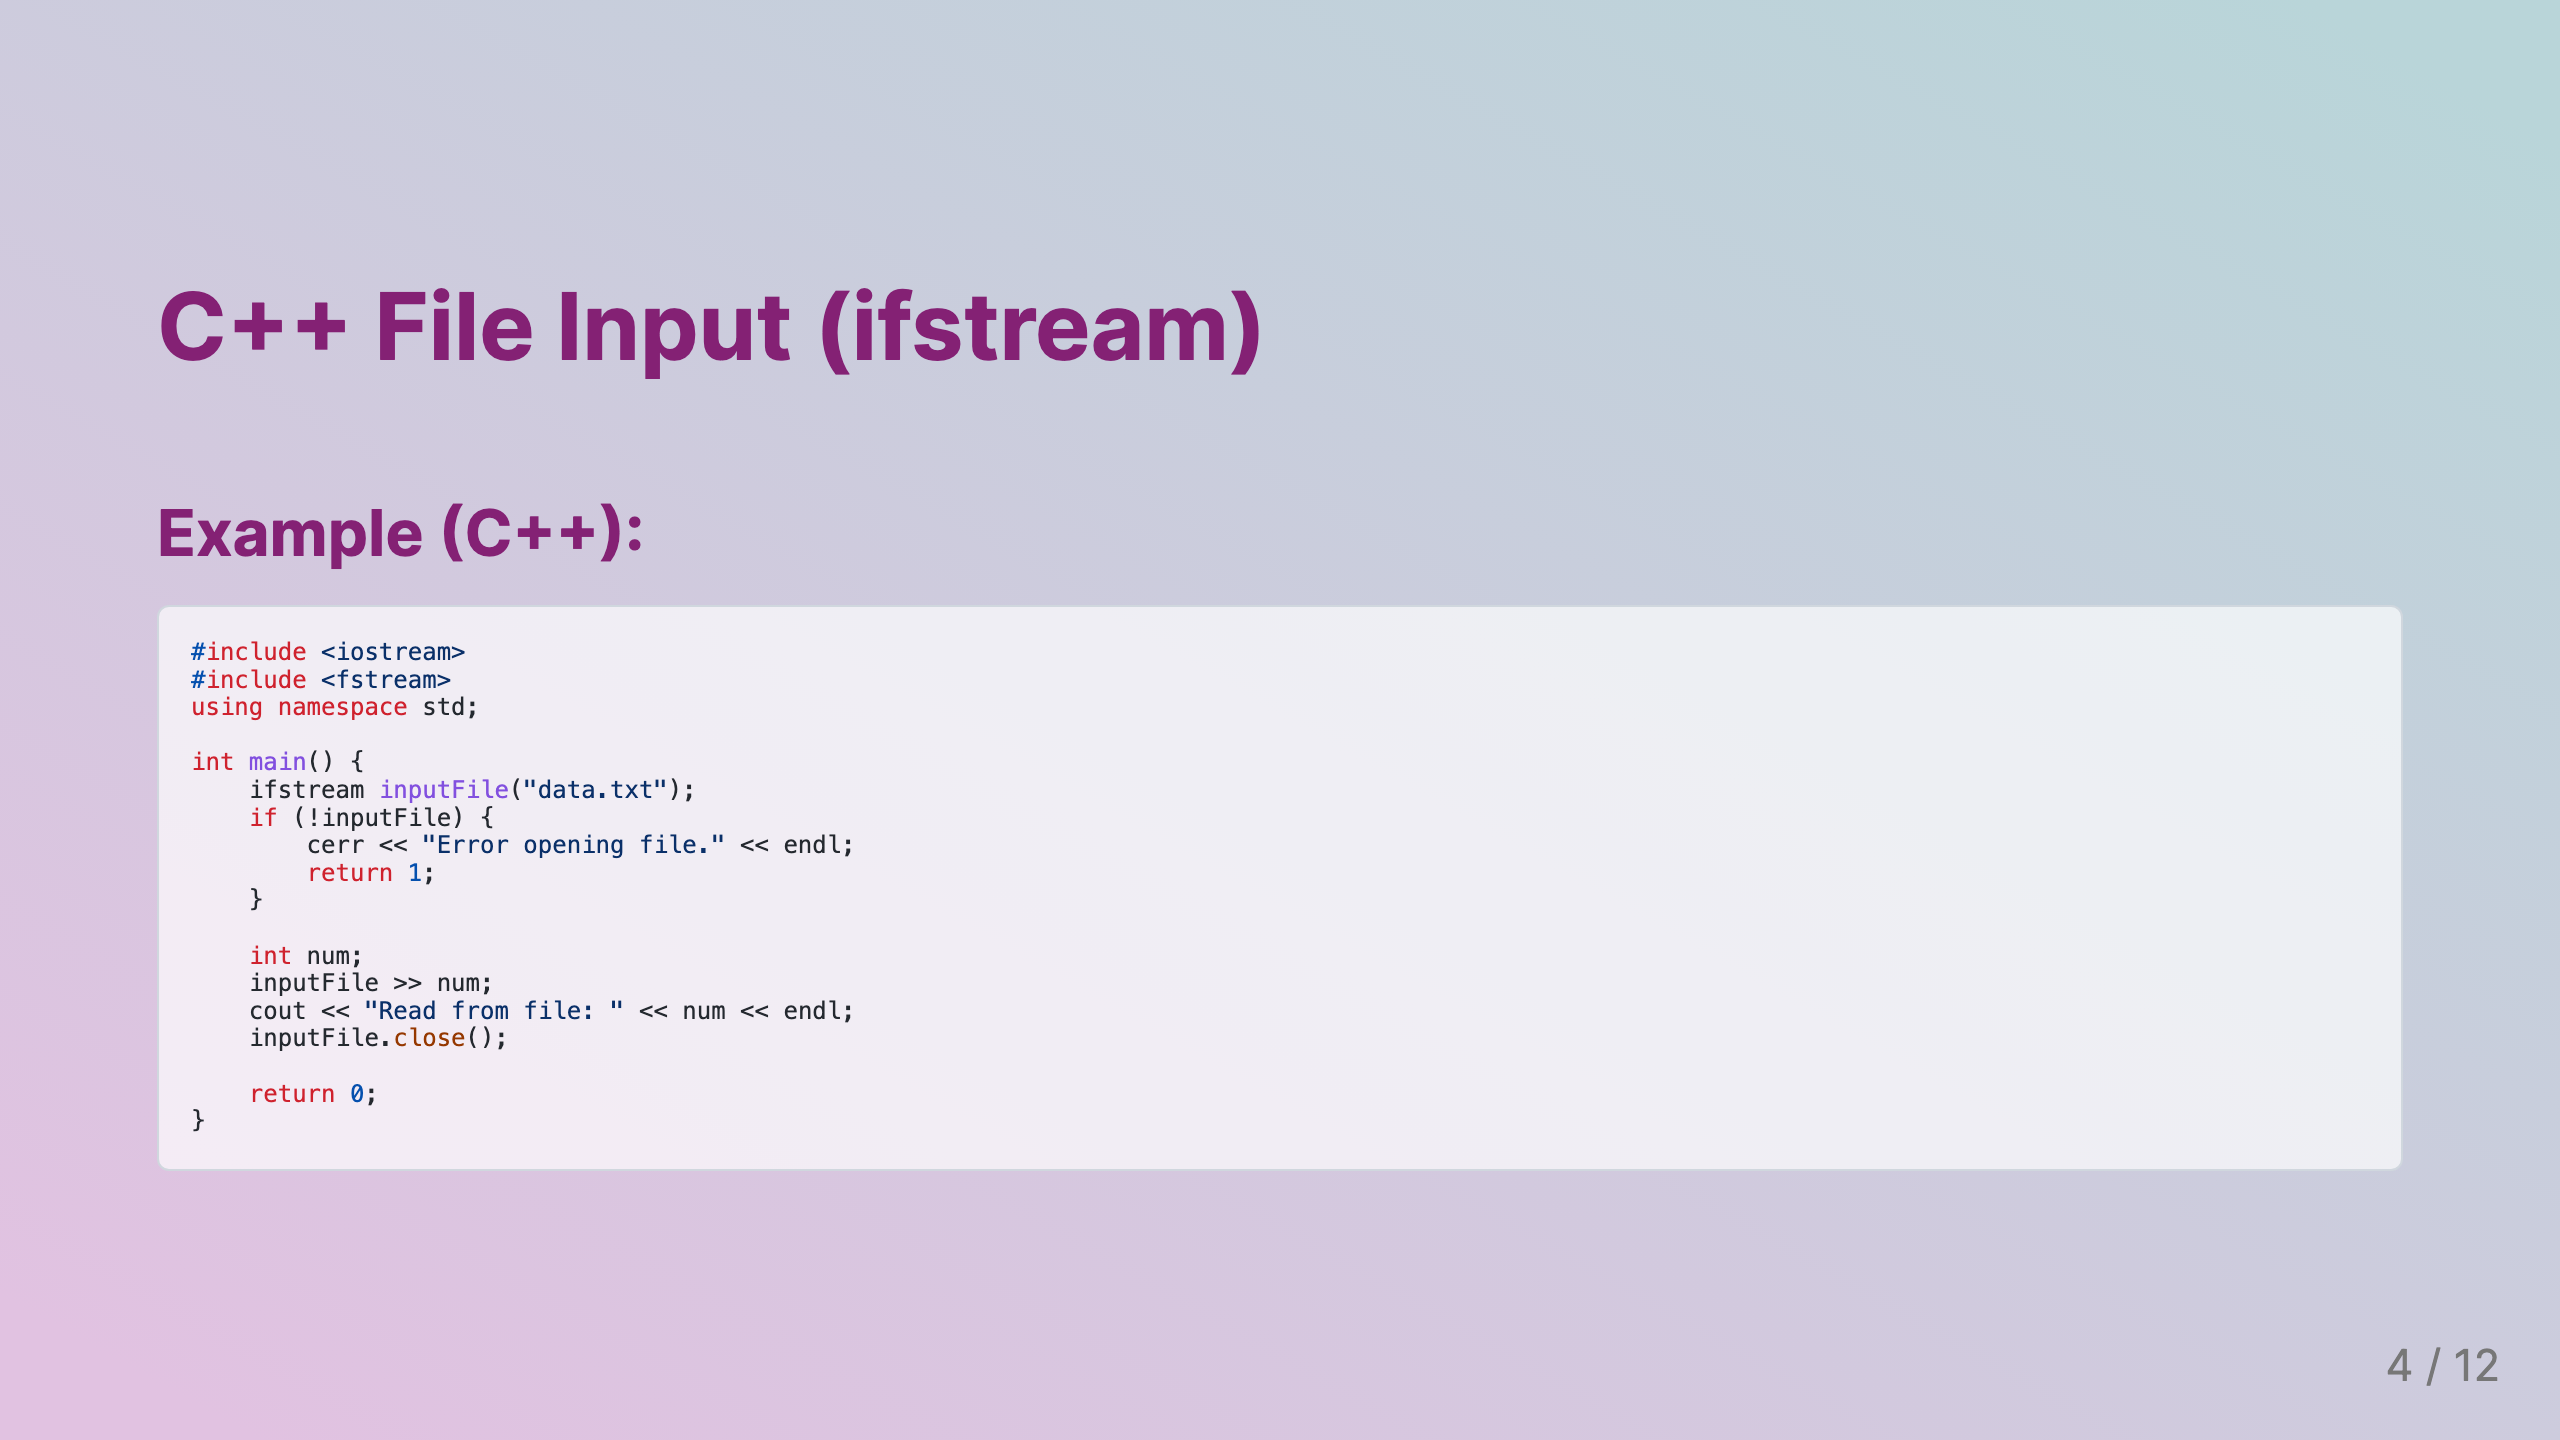 C++ File Input (ifstream)
Example (C++):
#include <iostream>
#include <fstream>
using namespace std;
int main() {
    ifstream inputFile("data.txt");
    if (!inputFile) {
        cerr << "Error opening file." << endl;
        return 1;
    }
    int num;
    inputFile >> num;
    cout << "Read from file: " << num << endl;
    inputFile.close();
    return 0;
}
4 / 12